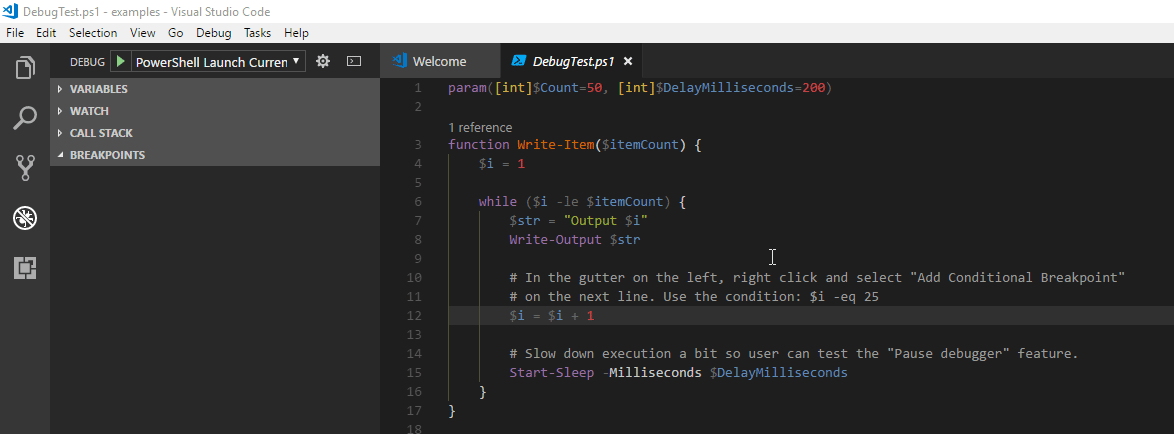 DebugTest.ps1 - examples - Visual Studio Code
File Edit Selection View Go Debug Tasks Help
DEBUG PowerShell Launch Curren
VARIABLES
WATCH
CALL STACK
BREAKPOINTS
Welcome DebugTest.ps1
1 param([int]$Count=50, [int]$DelayMilliseconds=200)
2
1 reference
3 function Write-Item($itemCount) {
4 $i = 1
5
6 while ($i -le $itemCount) {
7 $str = "Output $i"
8 Write-Output $str
9
10 # In the gutter on the left, right click and select "Add Conditional Breakpoint"
11 # on the next line. Use the condition: $i -eq 25
12 $i = $i + 1
13
14 # Slow down execution a bit so user can test the "Pause debugger" feature.
15 Start-Sleep -Milliseconds $DelayMilliseconds
16 }
17 }
18